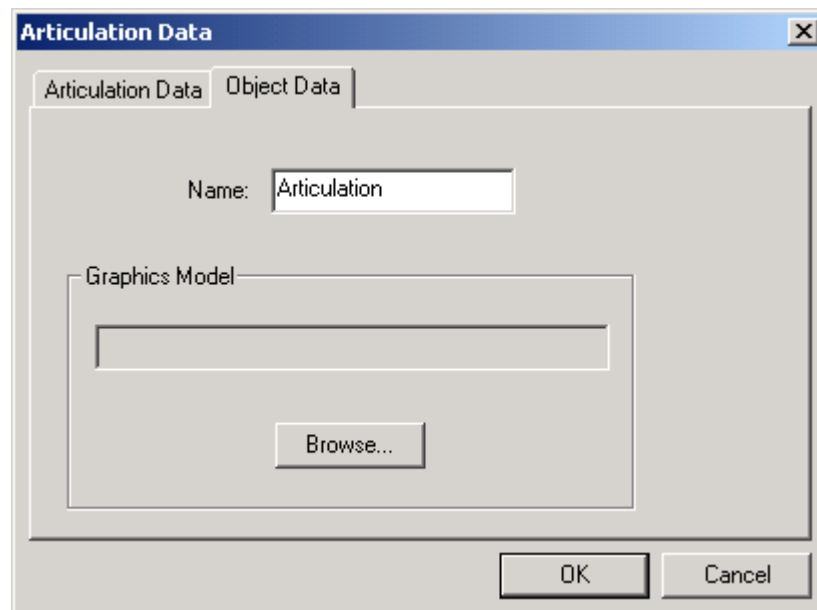 Articulation Data
Articulation Data Object Data
Name: Articulation
Graphics Model
Browse...
OK Cancel